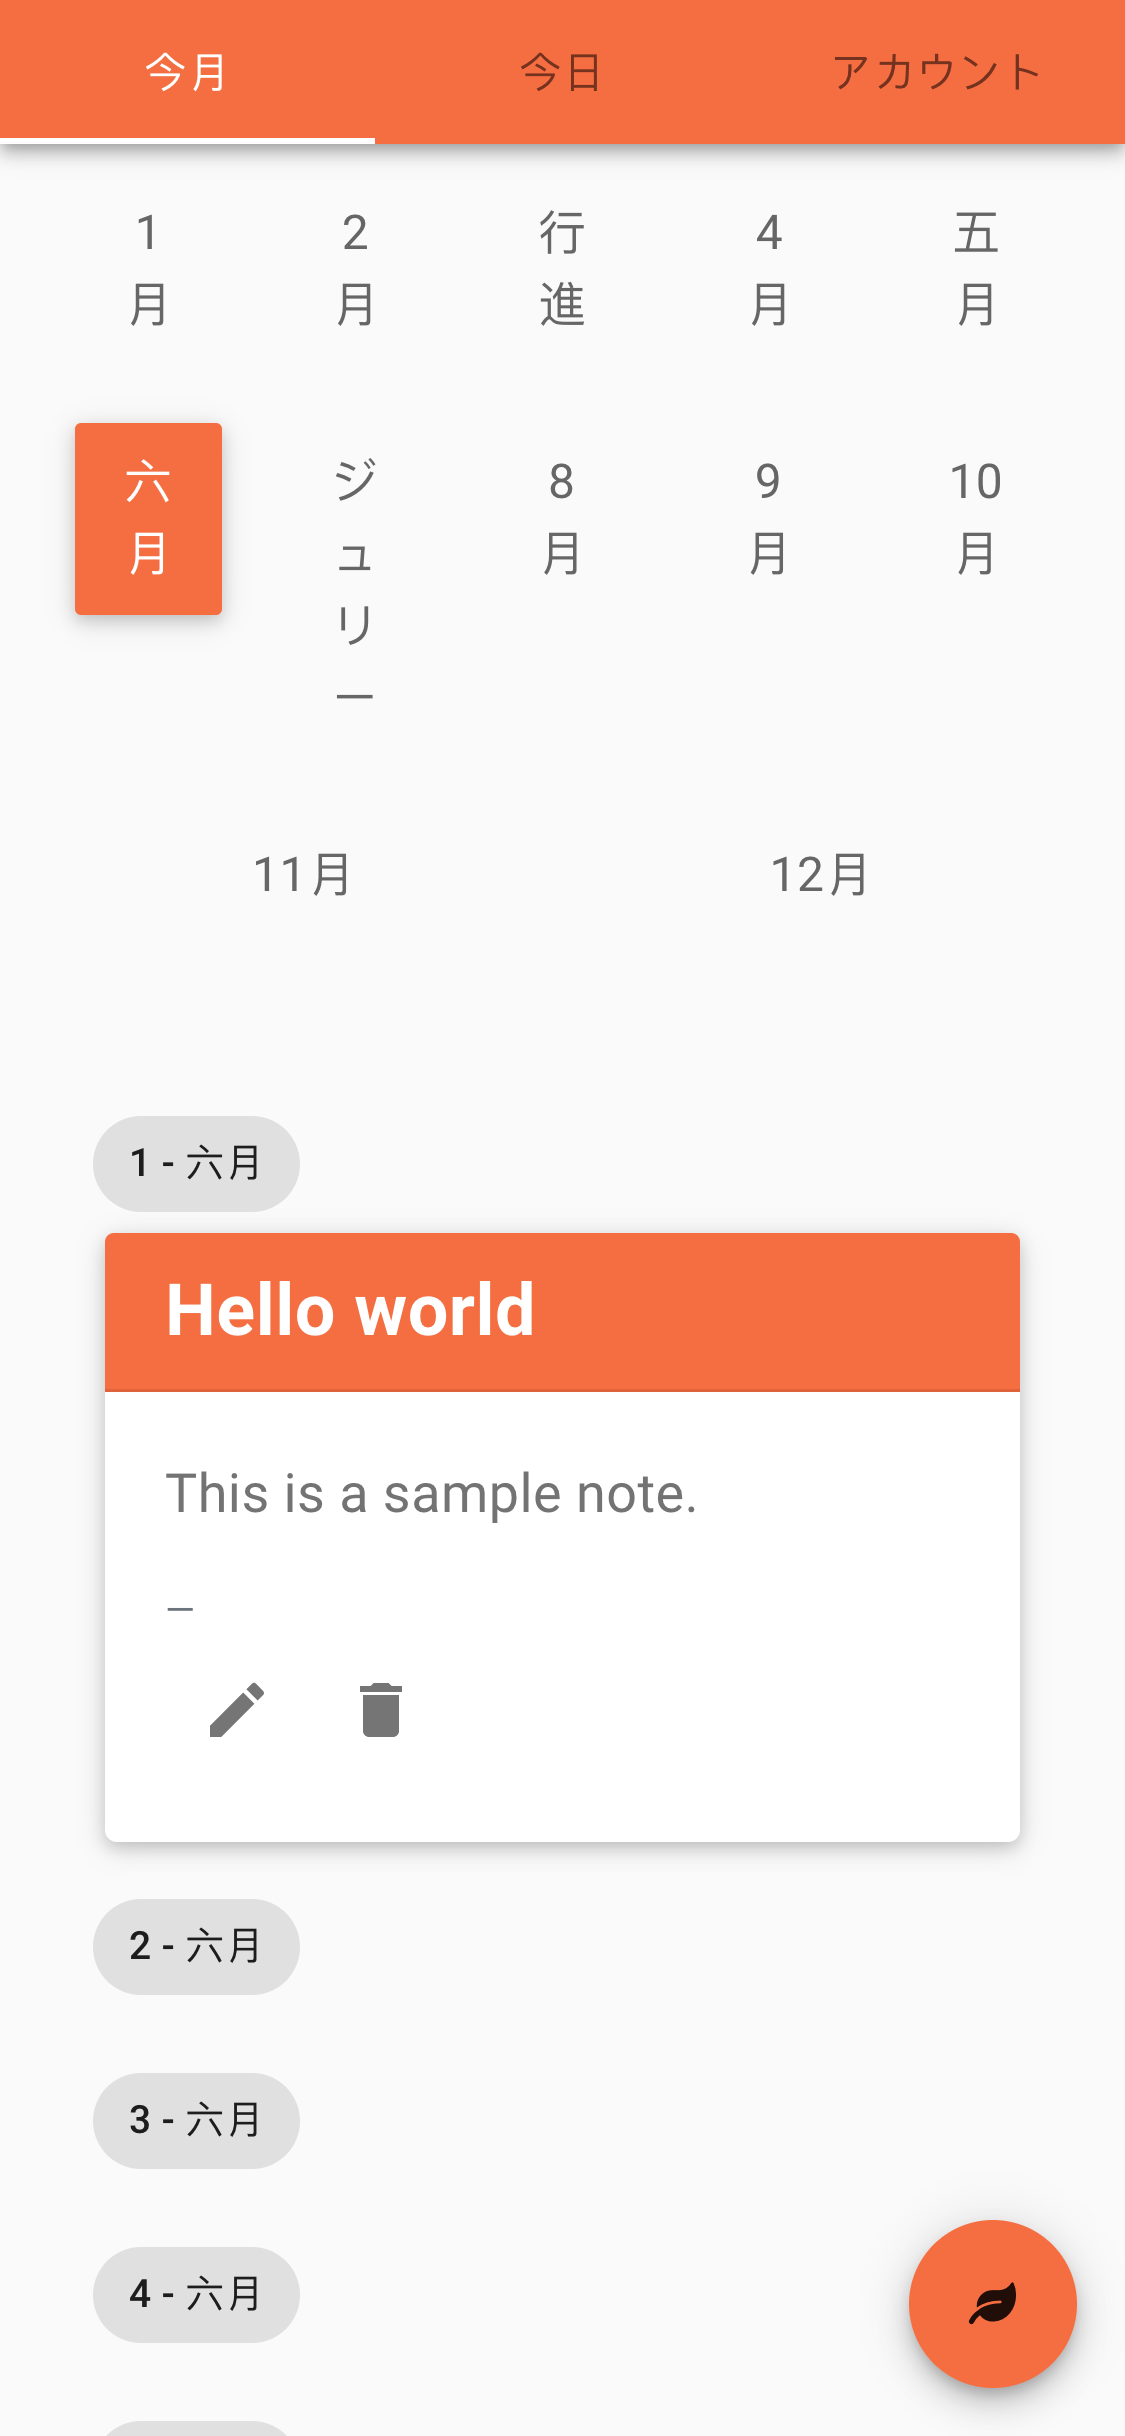 今月
今日
アカウント
1
月
2
月
行
進
4
月
五
月
六
月
ジ
ュ
リ
ー
8
月
9
月
10
月
11月
12月
1 - 六月
Hello world
This is a sample note.
—
2 - 六月
3 - 六月
4 - 六月